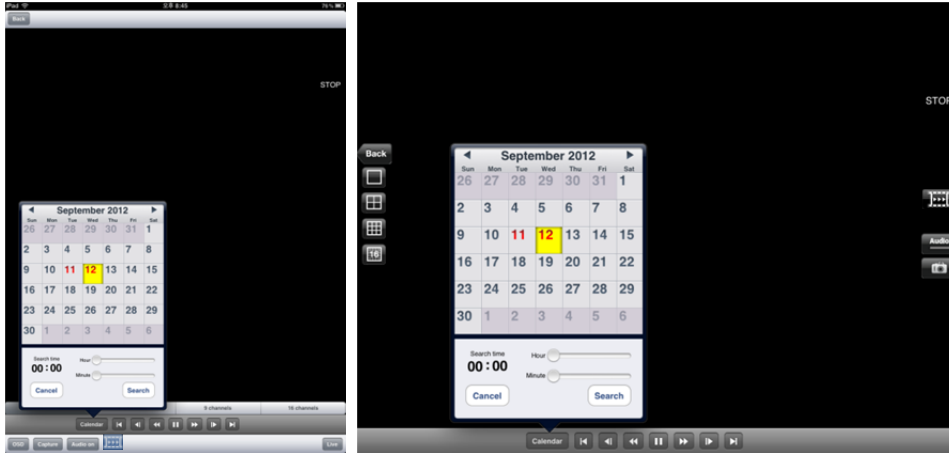 iPad 오후 8:45 76%
Back
STOP
September 2012
Sun Mon Tue Wed Thu Fri Sat
26 27 28 29 30 31 1
2 3 4 5 6 7 8
9 10 11 12 13 14 15
16 17 18 19 20 21 22
23 24 25 26 27 28 29
30 1 2 3 4 5 6
Search time
00 : 00
Hour
Minute
Cancel Search
9 channels 16 channels
Calendar
OSD Capture Audio on Live
STOP
Back
16
September 2012
Sun Mon Tue Wed Thu Fri Sat
26 27 28 29 30 31 1
2 3 4 5 6 7 8
9 10 11 12 13 14 15
16 17 18 19 20 21 22
23 24 25 26 27 28 29
30 1 2 3 4 5 6
Audio
Search time
00 : 00
Hour
Minute
Cancel Search
Calendar